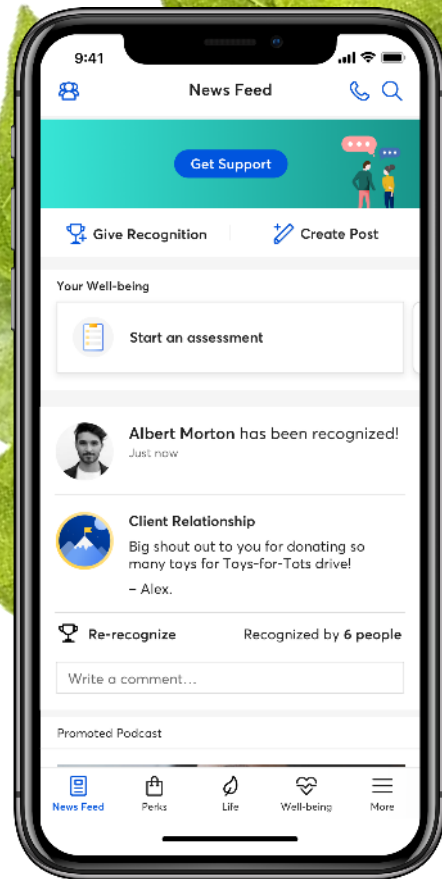 9:41
News Feed
Get Support
Give Recognition
Create Post
Your Well-being
Start an assessment
Albert Morton has been recognized!
Just now
Client Relationship
Big shout out to you for donating so
many toys for Toys-for-Tots drive!
– Alex.
Re-recognize
Recognized by 6 people
Write a comment...
Promoted Podcast
News Feed
Perks
Life
Well-being
More